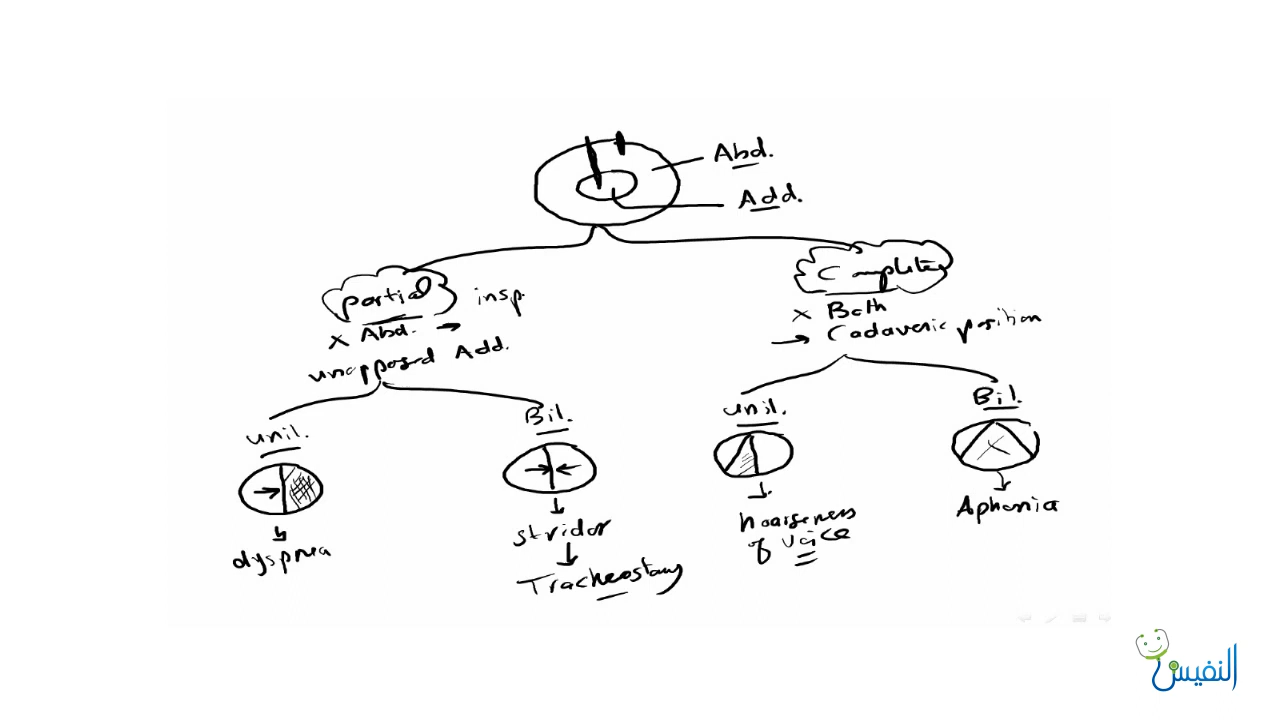 Abd.
Add.
partial
insp.
x Abd. →
unopposed Add.
Complete
x Both
→ Cadaveric position
unil.
Bil.
unil.
Bil.
dyspnea
stridor
Tracheostomy
hoarseness
of voice
Aphonia
النفيس